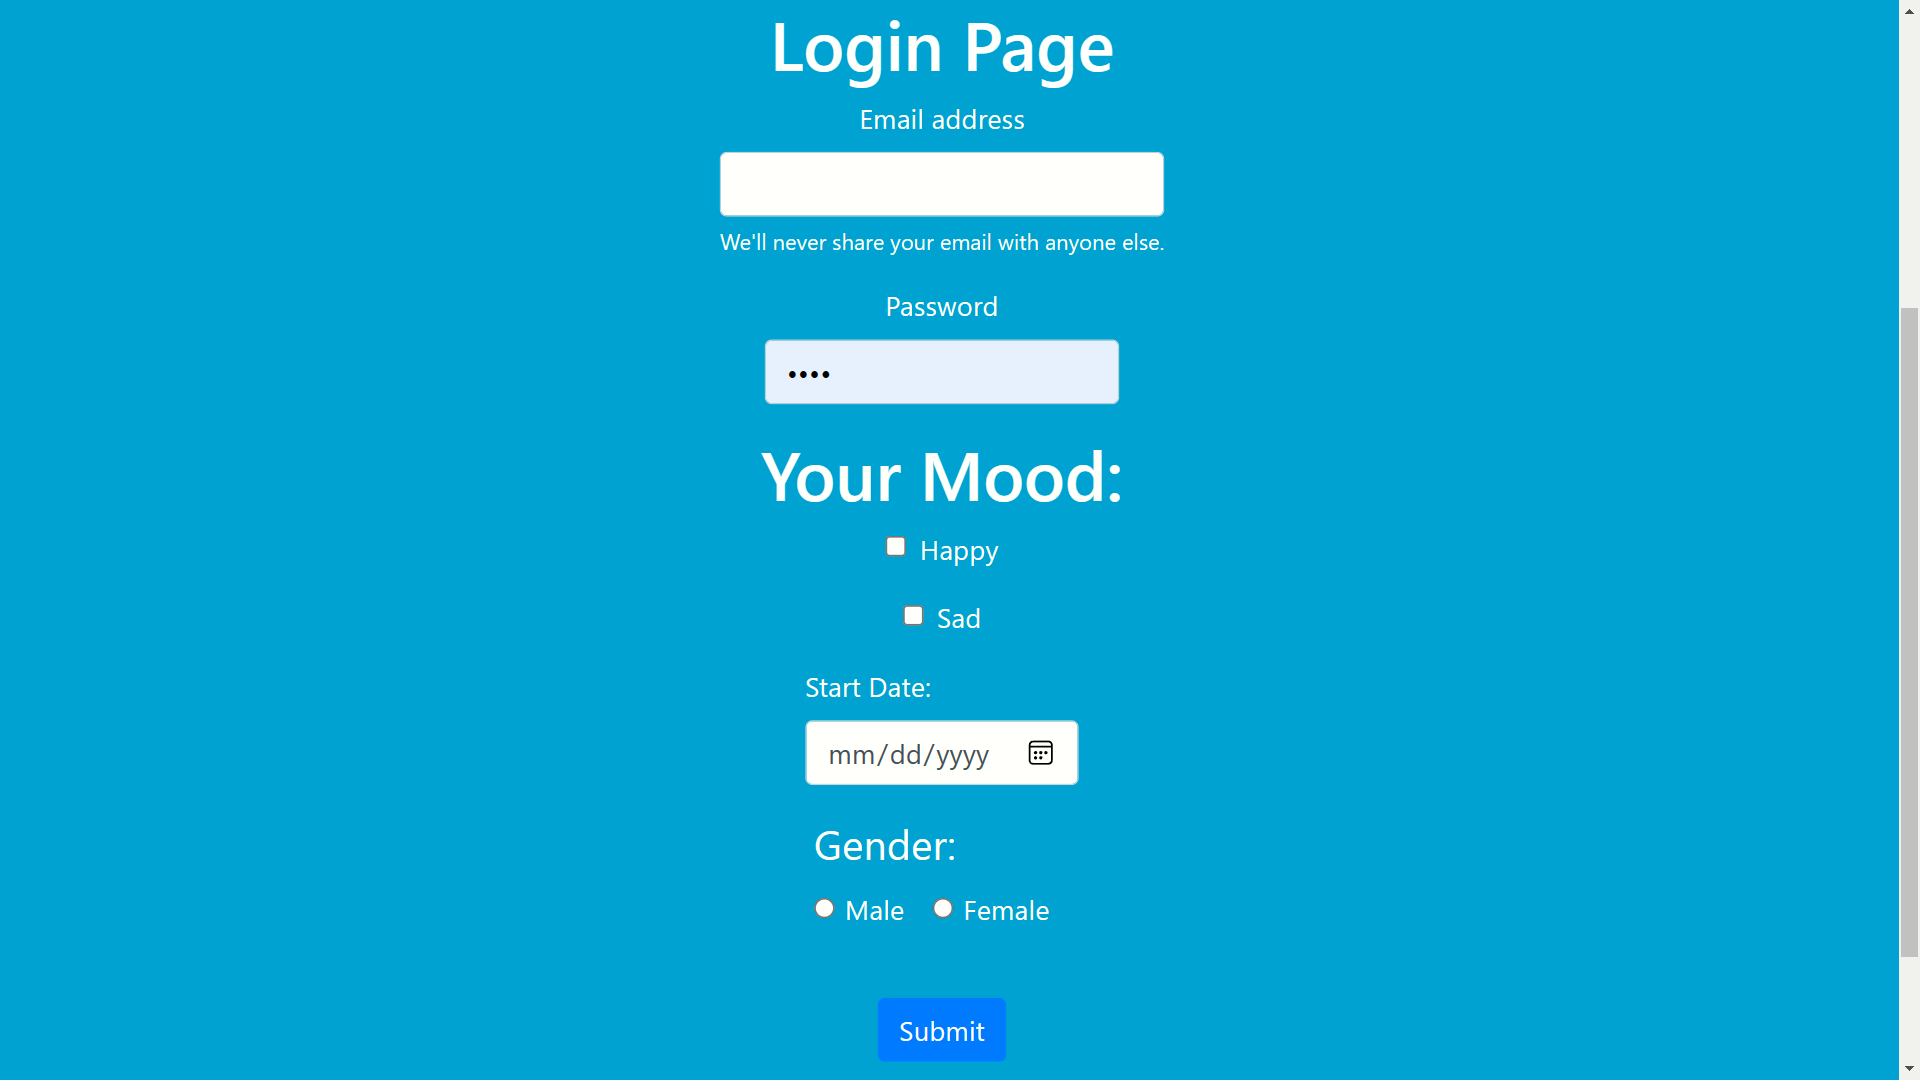 Login Page
Email address
We'll never share your email with anyone else.
Password
••••
Your Mood:
Happy
Sad
Start Date:
mm/dd/yyyy
Gender:
Male Female
Submit